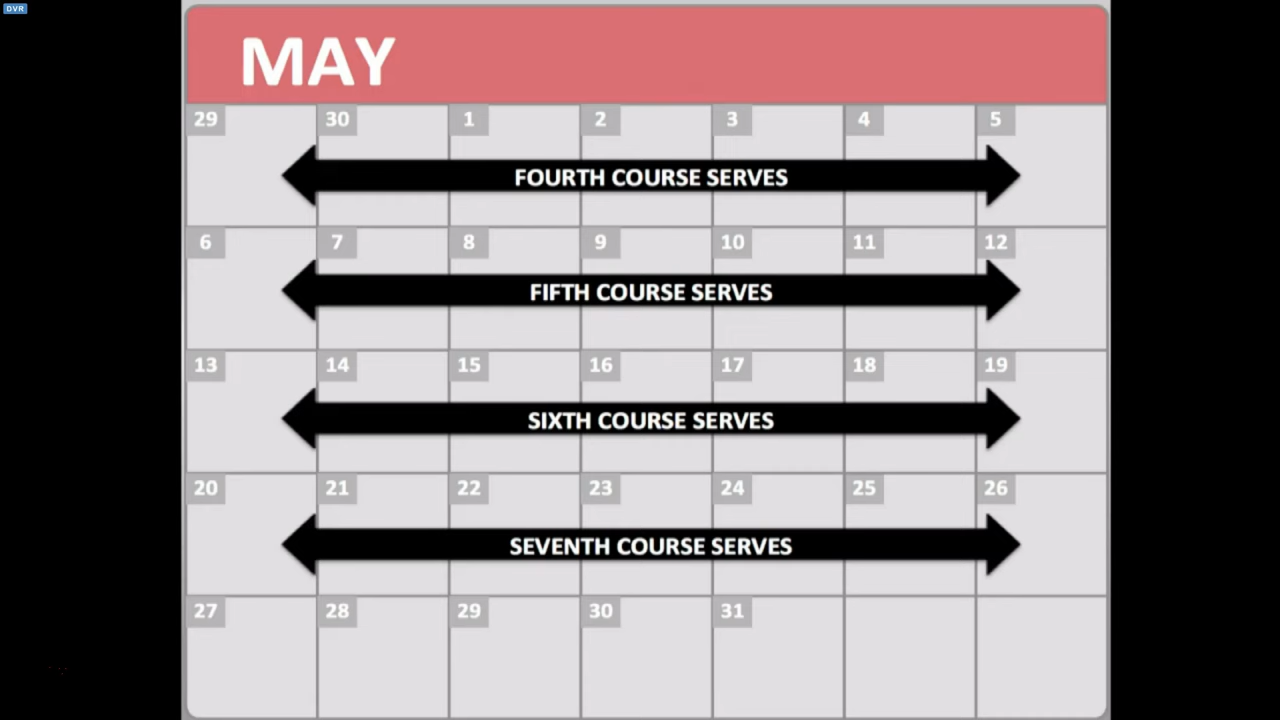 DVR
MAY
29 30 1 2 3 4 5
FOURTH COURSE SERVES
6 7 8 9 10 11 12
FIFTH COURSE SERVES
13 14 15 16 17 18 19
SIXTH COURSE SERVES
20 21 22 23 24 25 26
SEVENTH COURSE SERVES
27 28 29 30 31